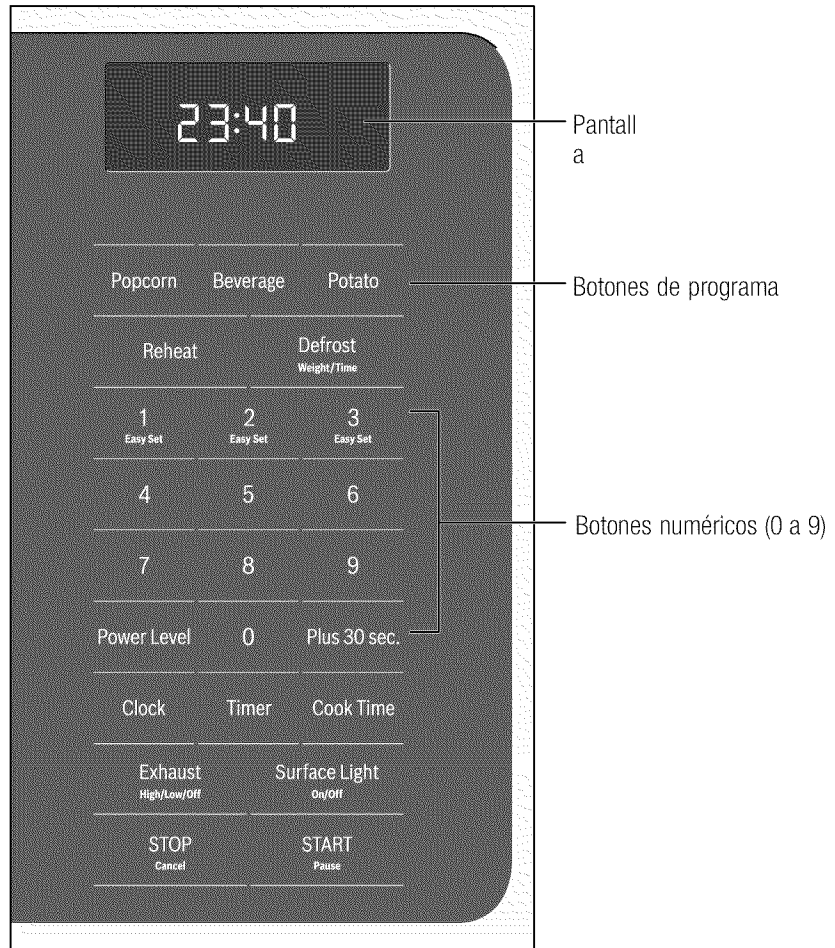 23:40
Pantall
a
Popcorn Beverage Potato
Botones de programa
Reheat Defrost
Weight/Time
1 2 3
Easy Set Easy Set Easy Set
4 5 6
Botones numéricos (0 a 9)
7 8 9
Power Level 0 Plus 30 sec.
Clock Timer Cook Time
Exhaust Surface Light
High/Low/Off On/Off
STOP START
Cancel Pause